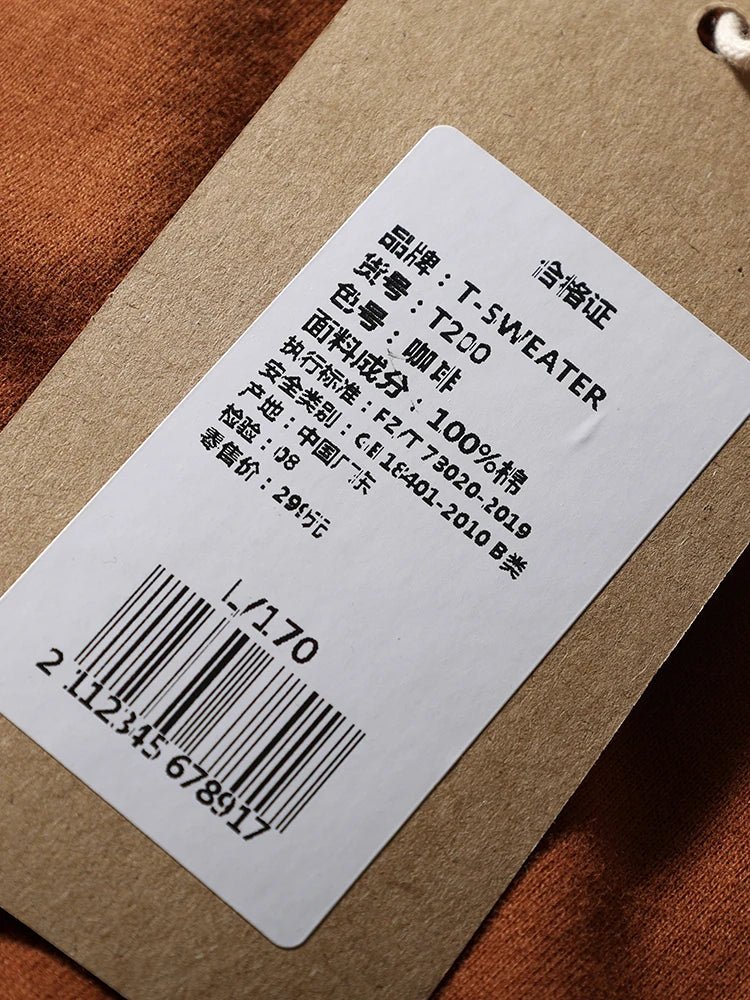 合格证
品牌：T-SWEATER
货号：T200
色号：咖啡
面料成分：100%棉
执行标准：FZ/T 73020-2019
安全类别：GB 18401-2010 B类
产地：中国广东
检验：08
零售价：299元
L/170
2 112345 678917